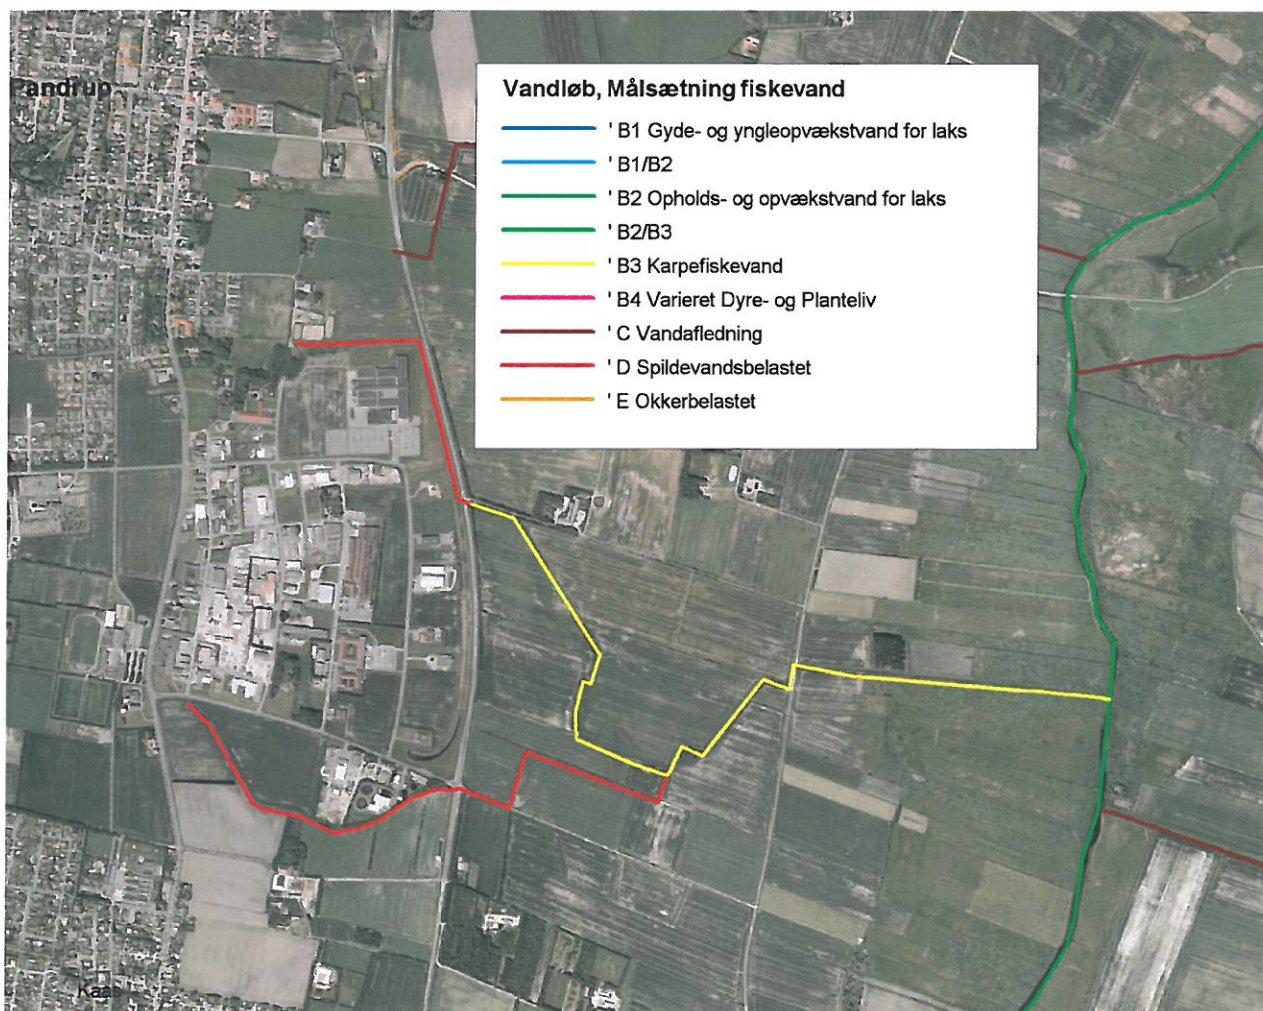 Pandrup
Vandløb, Målsætning fiskevand
' B1 Gyde- og yngleopvækstvand for laks
' B1/B2
' B2 Opholds- og opvækstvand for laks
' B2/B3
' B3 Karpefiskevand
' B4 Varieret Dyre- og Planteliv
' C Vandafledning
' D Spildevandsbelastet
' E Okkerbelastet
Kaas